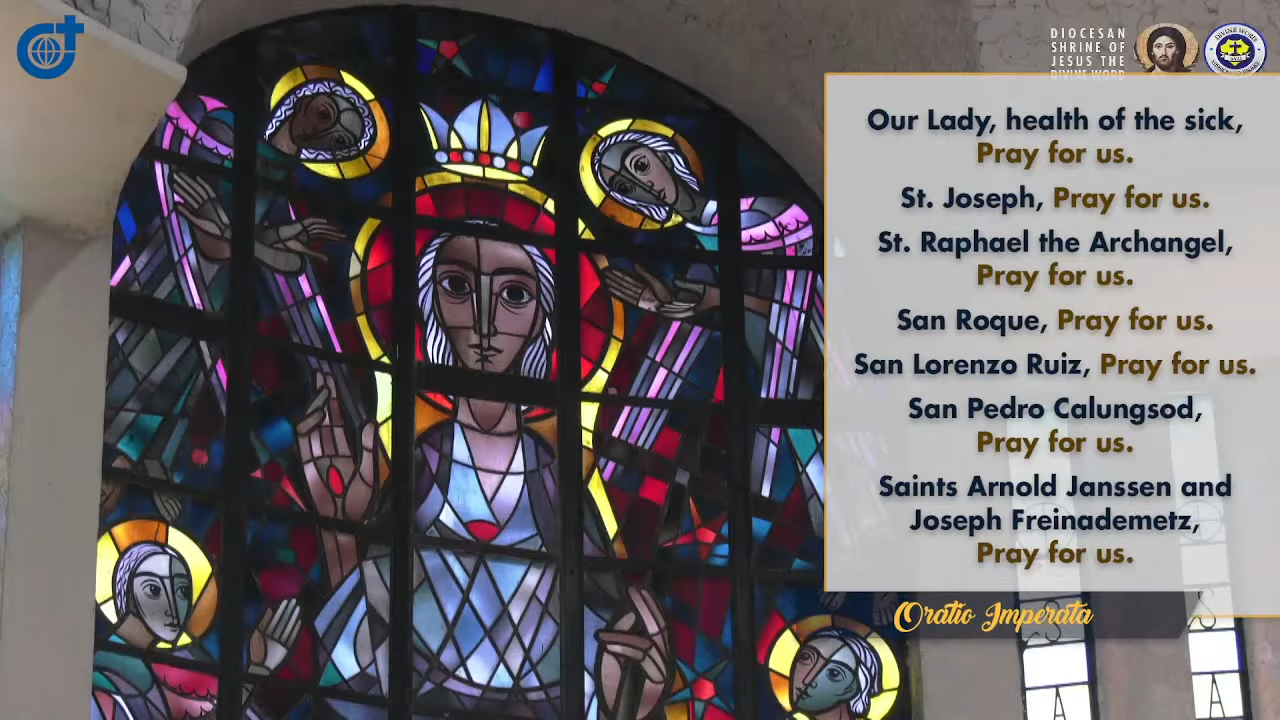 DIOCESAN
SHRINE OF
JESUS THE
DIVINE WORD
Our Lady, health of the sick,
Pray for us.
St. Joseph, Pray for us.
St. Raphael the Archangel,
Pray for us.
San Roque, Pray for us.
San Lorenzo Ruiz, Pray for us.
San Pedro Calungsod,
Pray for us.
Saints Arnold Janssen and
Joseph Freinademetz,
Pray for us.
Oratio Imperata
S
S
A
A